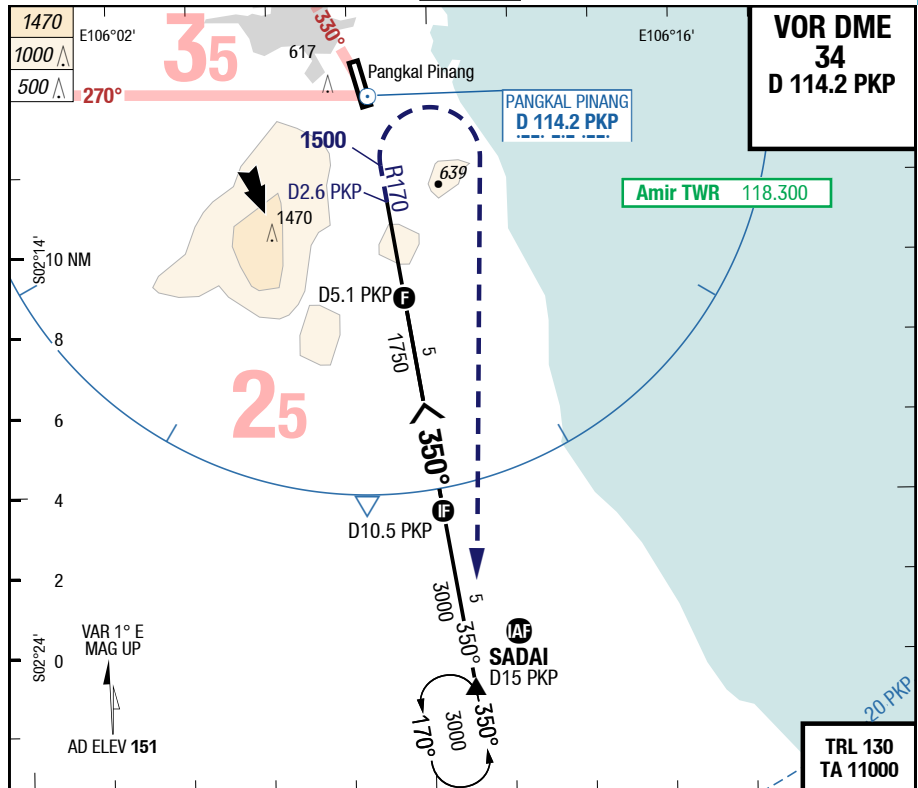 1470
1000
500
E106°02'
35
330°
617
Pangkal Pinang
E106°16'
VOR DME
34
D 114.2 PKP
270°
PANGKAL PINANG
D 114.2 PKP
1500
R170
639
D2.6 PKP
Amir TWR 118.300
1470
S02°14'
10 NM
D5.1 PKP
F
8
5
1750
25
6
350°
4
IF
D10.5 PKP
2
3000
5
350°
IAF
SADAI
D15 PKP
VAR 1° E
MAG UP
S02°24'
0
AD ELEV 151
170°
3000
350°
20 PKP
TRL 130
TA 11000